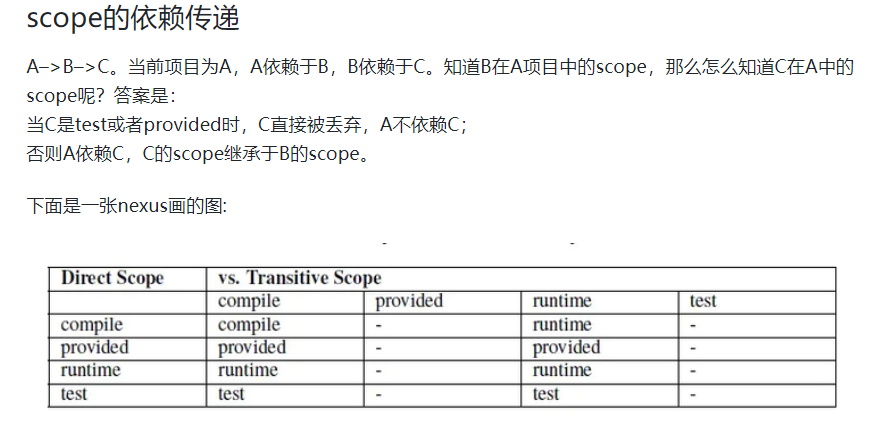 scope的依赖传递
A–>B–>C。当前项目为A，A依赖于B，B依赖于C。知道B在A项目中的scope，那么怎么知道C在A中的
scope呢？答案是：
当C是test或者provided时，C直接被丢弃，A不依赖C；
否则A依赖C，C的scope继承于B的scope。
下面是一张nexus画的图:
Direct Scope vs. Transitive Scope
compile provided runtime test
compile compile - runtime -
provided provided - provided -
runtime runtime - runtime -
test test - test -